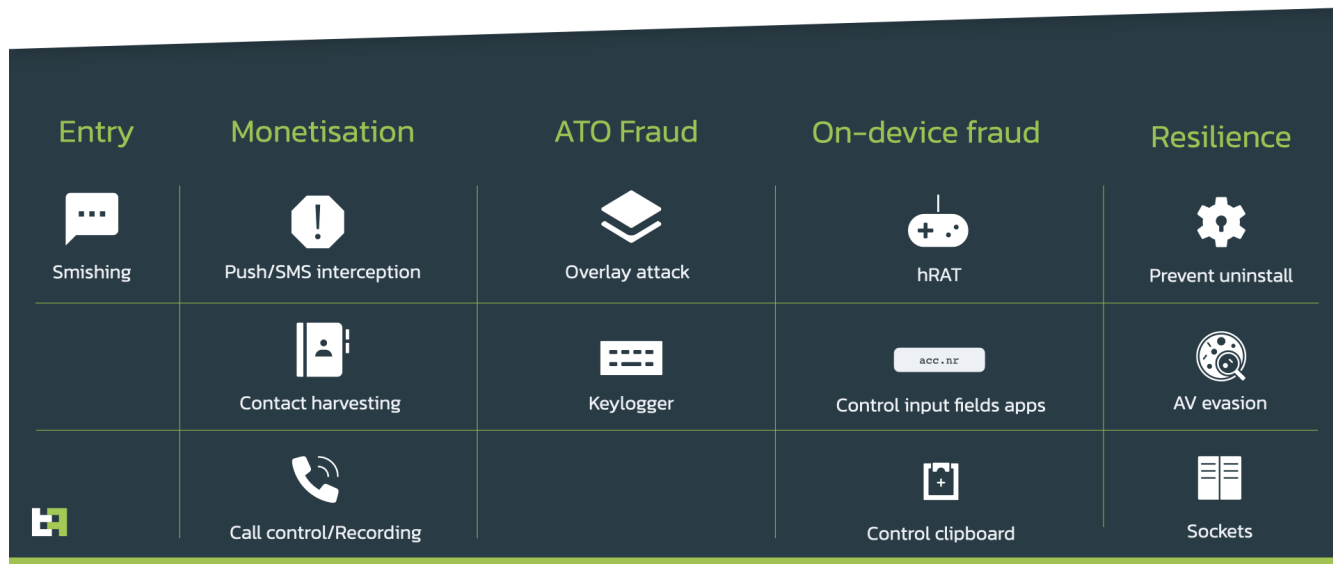 Entry
Monetisation
ATO Fraud
On-device fraud
Resilience
Smishing
Push/SMS interception
Overlay attack
hRAT
Prevent uninstall
acc.nr
Contact harvesting
Keylogger
Control input fields apps
AV evasion
Call control/Recording
Control clipboard
Sockets